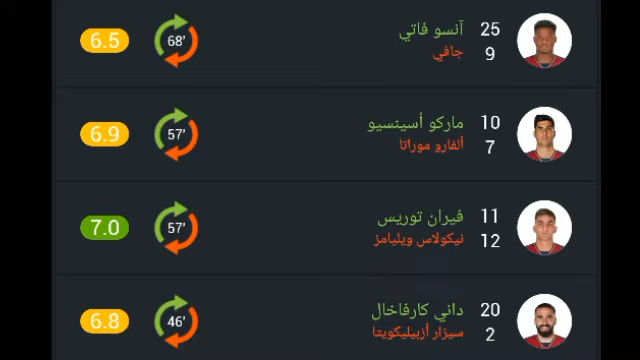 25 آنسو فاتي 68' 6.5
9 جافي
10 ماركو أسينسيو 57' 6.9
7 ألفارو موراتا
11 فيران توريس 57' 7.0
12 نيكولاس ويليامز
20 داني كارفاخال 46' 6.8
2 سيزار أزبيليكويتا